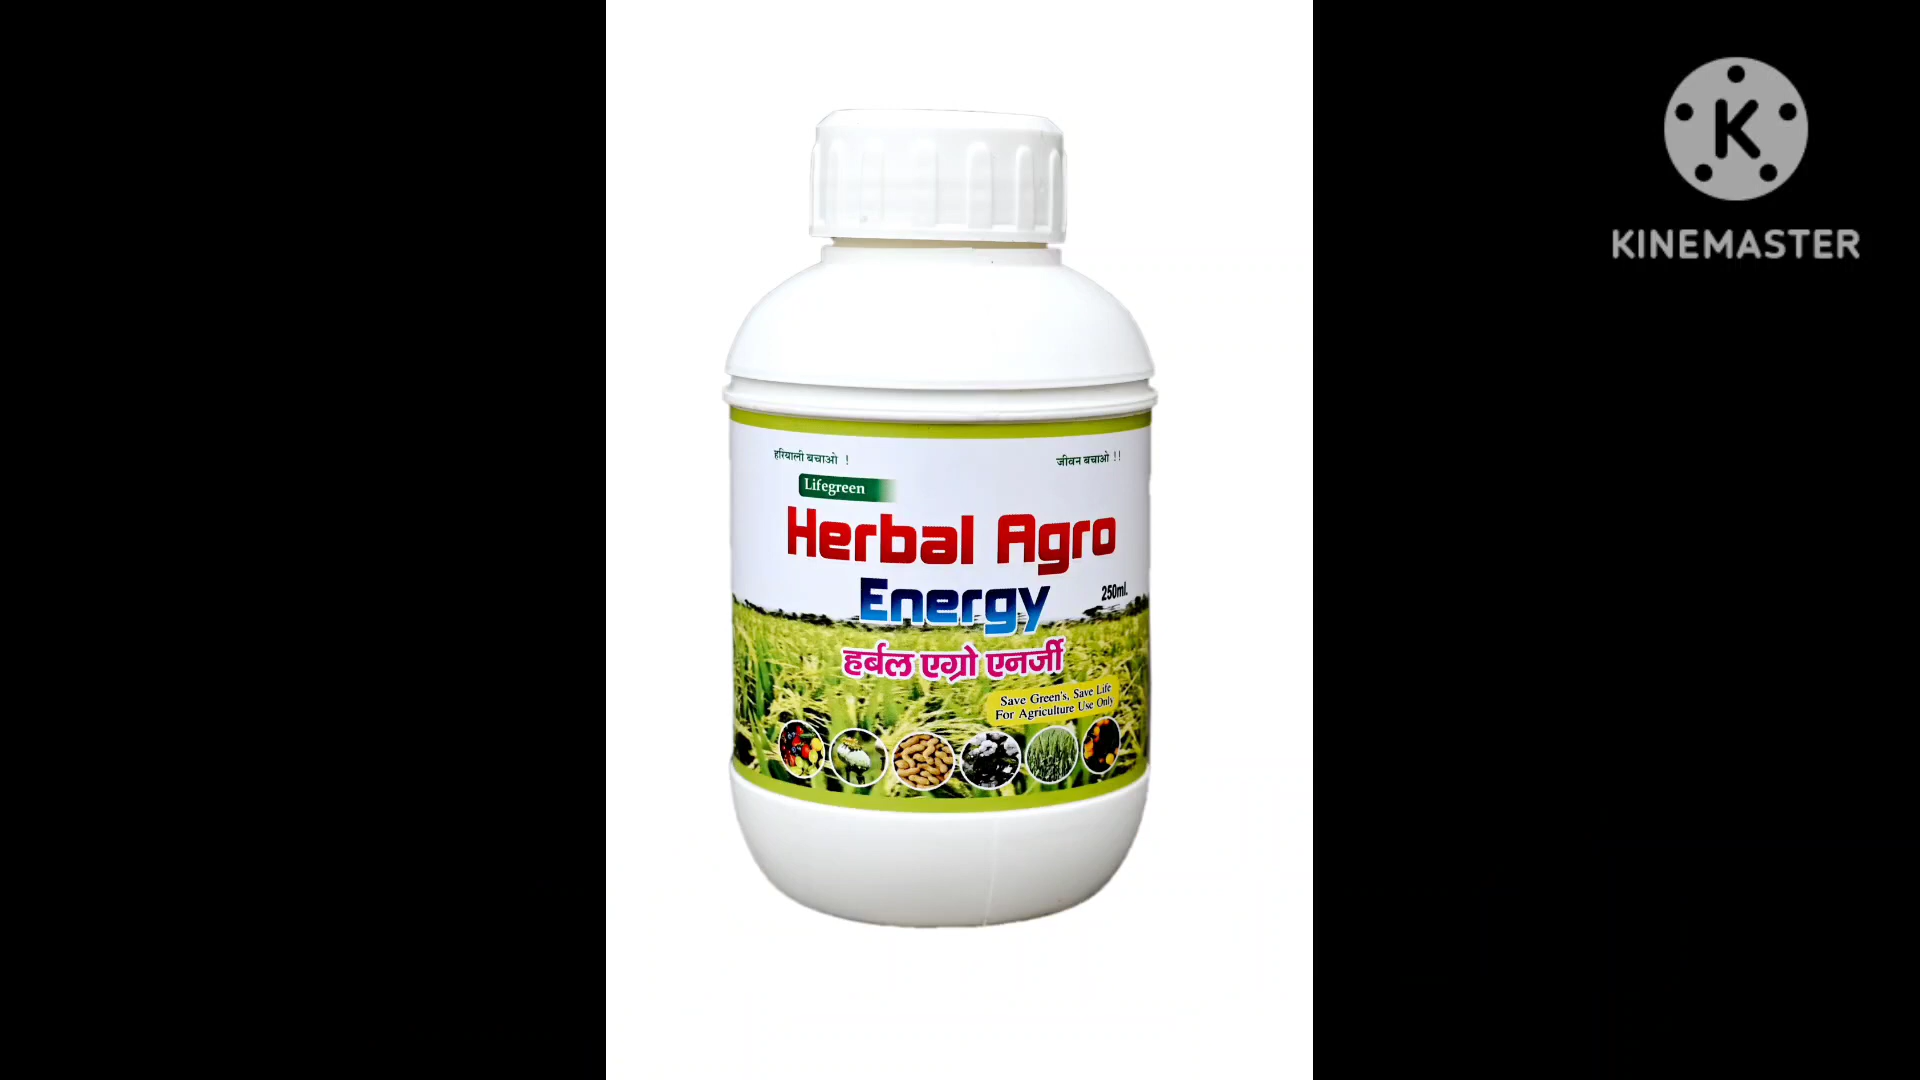 K
KINEMASTER
हरियाली बचाओ !
जीवन बचाओ !!
Lifegreen
Herbal Agro
Energy
250ml.
हर्बल एग्रो एनर्जी
Save Green's, Save Life
For Agriculture Use Only